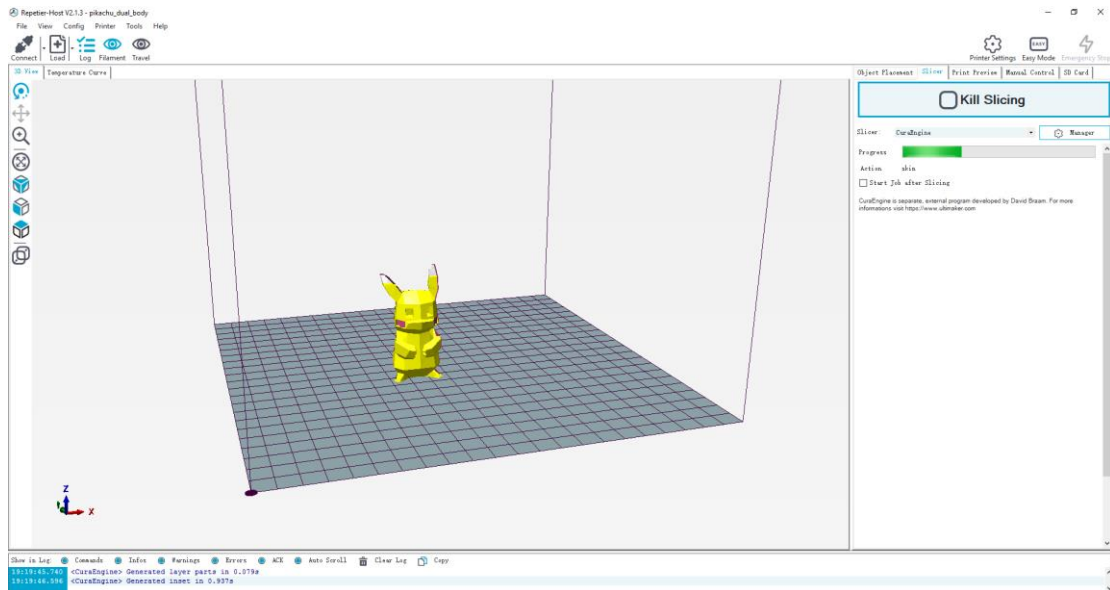 Repetier-Host V2.1.3 - pikachu_dual_body
File View Config Printer Tools Help
Connect Load Log Filament Travel
Printer Settings Easy Mode Emergency Stop
EASY
3D View Temperature Curve
Object Placement Slicer Print Preview Manual Control SD Card
Kill Slicing
Slicer: CuraEngine Manager
Progress
Action skin
Start Job after Slicing
CuraEngine is separate, external program developed by David Braam. For more
informations visit https://www.ultimaker.com
Z
X
Show in Log Commands Infos Warnings Errors ACK Auto Scroll Clear Log Copy
19:19:45.740 <CuraEngine> Generated layer parts in 0.079s
19:19:46.596 <CuraEngine> Generated inset in 0.937s